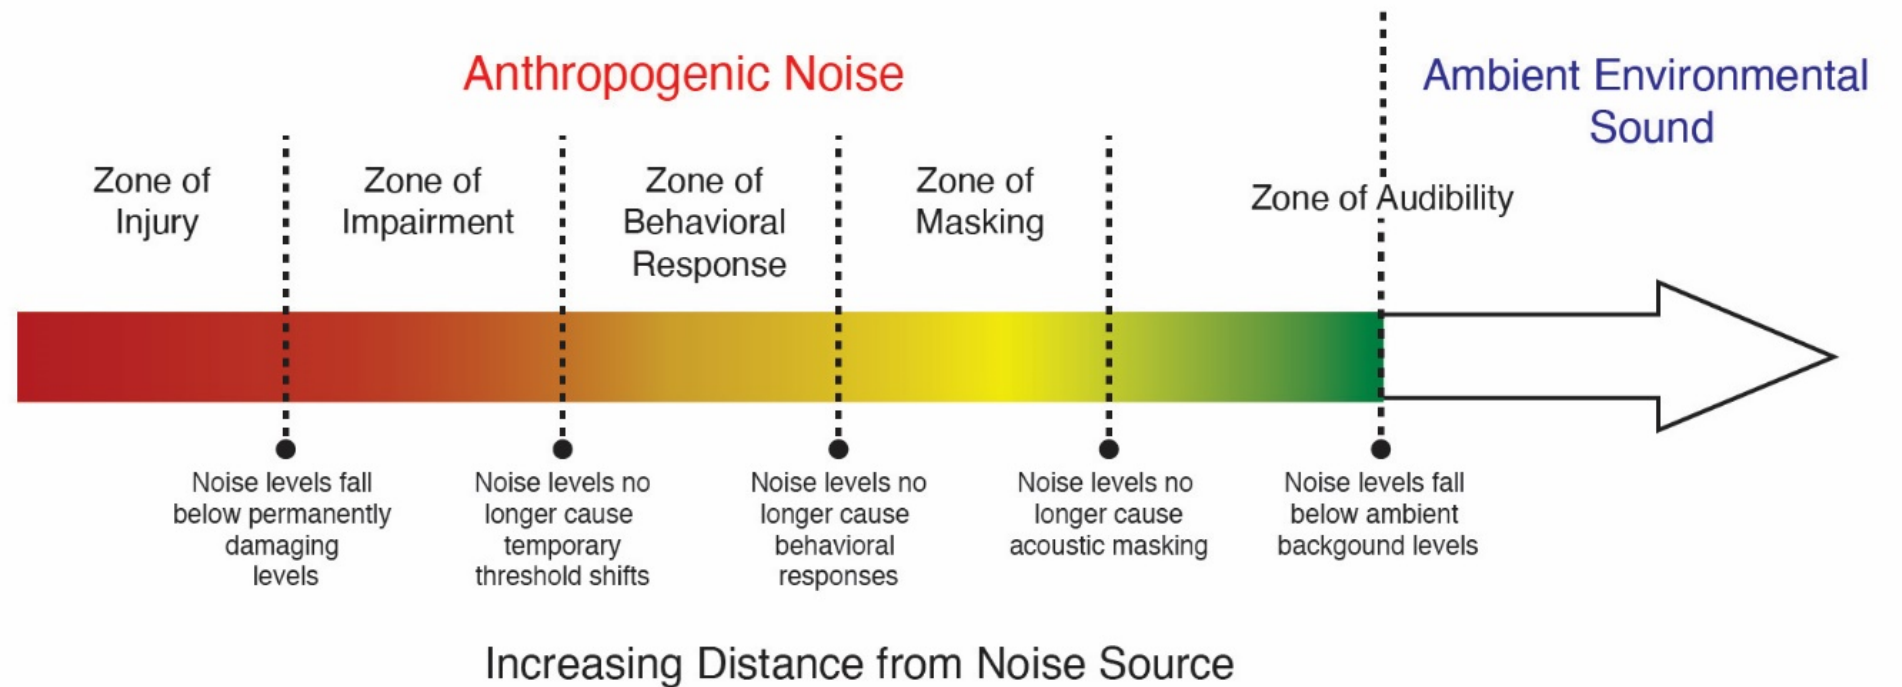 Anthropogenic Noise
Ambient Environmental
Sound
Zone of
Injury
Zone of
Impairment
Zone of
Behavioral
Response
Zone of
Masking
Zone of Audibility
Noise levels fall
below permanently
damaging
levels
Noise levels no
longer cause
temporary
threshold shifts
Noise levels no
longer cause
behavioral
responses
Noise levels no
longer cause
acoustic masking
Noise levels fall
below ambient
backgound levels
Increasing Distance from Noise Source